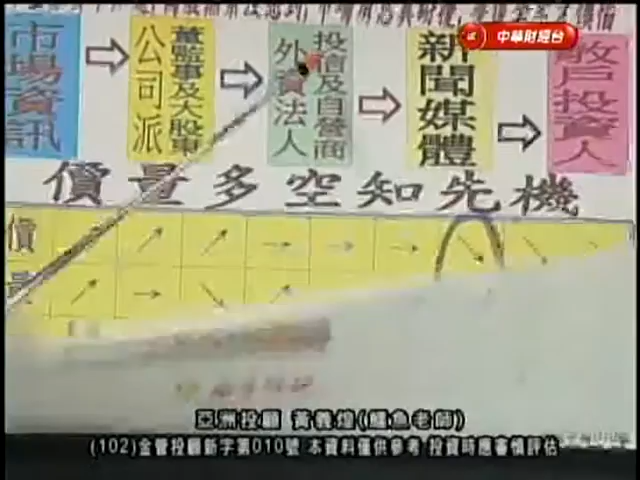 中華財經台
市場資訊
公司派
董監事及大股東
外資法人
投信及自營商
新聞媒體
散戶投資人
價量多空知先機
價
量
亞洲投顧 黃義煌(鱷魚老師)
(102)金管投顧新字第010號 本資料僅供參考 投資時應審慎評估